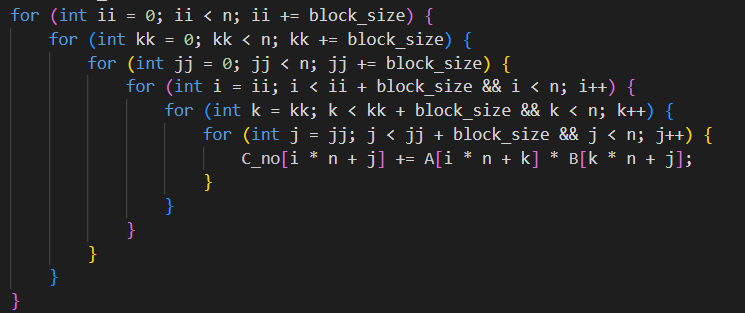 for (int ii = 0; ii < n; ii += block_size) {
    for (int kk = 0; kk < n; kk += block_size) {
        for (int jj = 0; jj < n; jj += block_size) {
            for (int i = ii; i < ii + block_size && i < n; i++) {
                for (int k = kk; k < kk + block_size && k < n; k++) {
                    for (int j = jj; j < jj + block_size && j < n; j++) {
                        C_no[i * n + j] += A[i * n + k] * B[k * n + j];
                    }
                }
            }
        }
    }
}